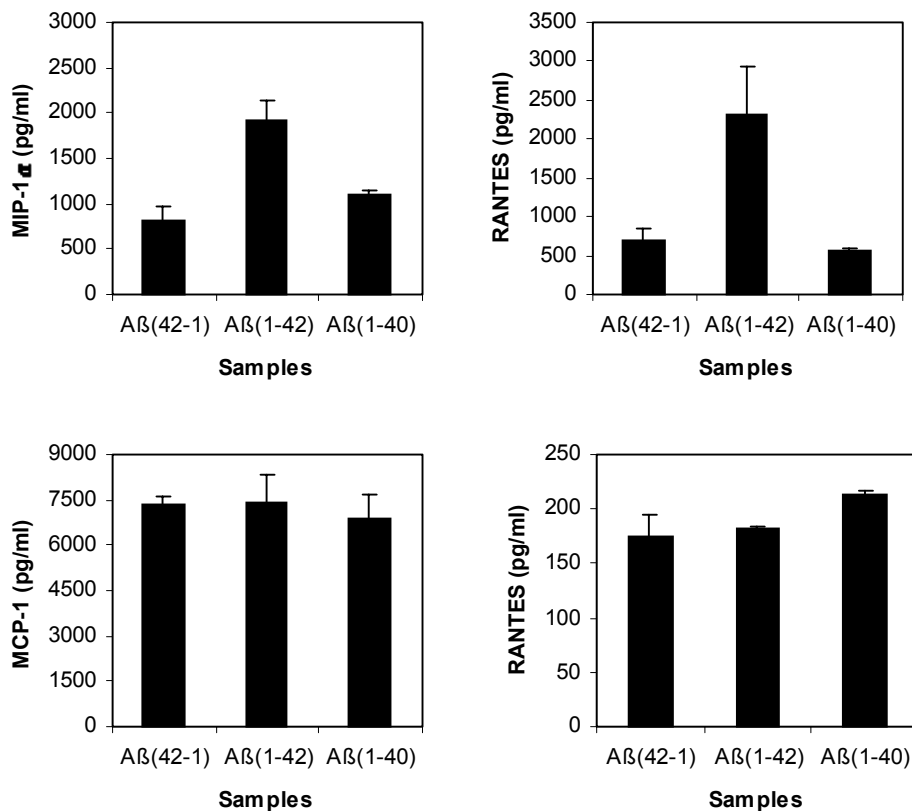 MIP-1α (pg/ml)
3000
2500
2000
1500
1000
500
0
Aß(42-1) Aß(1-42) Aß(1-40)
Samples
RANTES (pg/ml)
3500
3000
2500
2000
1500
1000
500
0
Aß(42-1) Aß(1-42) Aß(1-40)
Samples
MCP-1 (pg/ml)
9000
7500
6000
4500
3000
1500
0
Aß(42-1) Aß(1-42) Aß(1-40)
Samples
RANTES (pg/ml)
250
200
150
100
50
0
Aß(42-1) Aß(1-42) Aß(1-40)
Samples